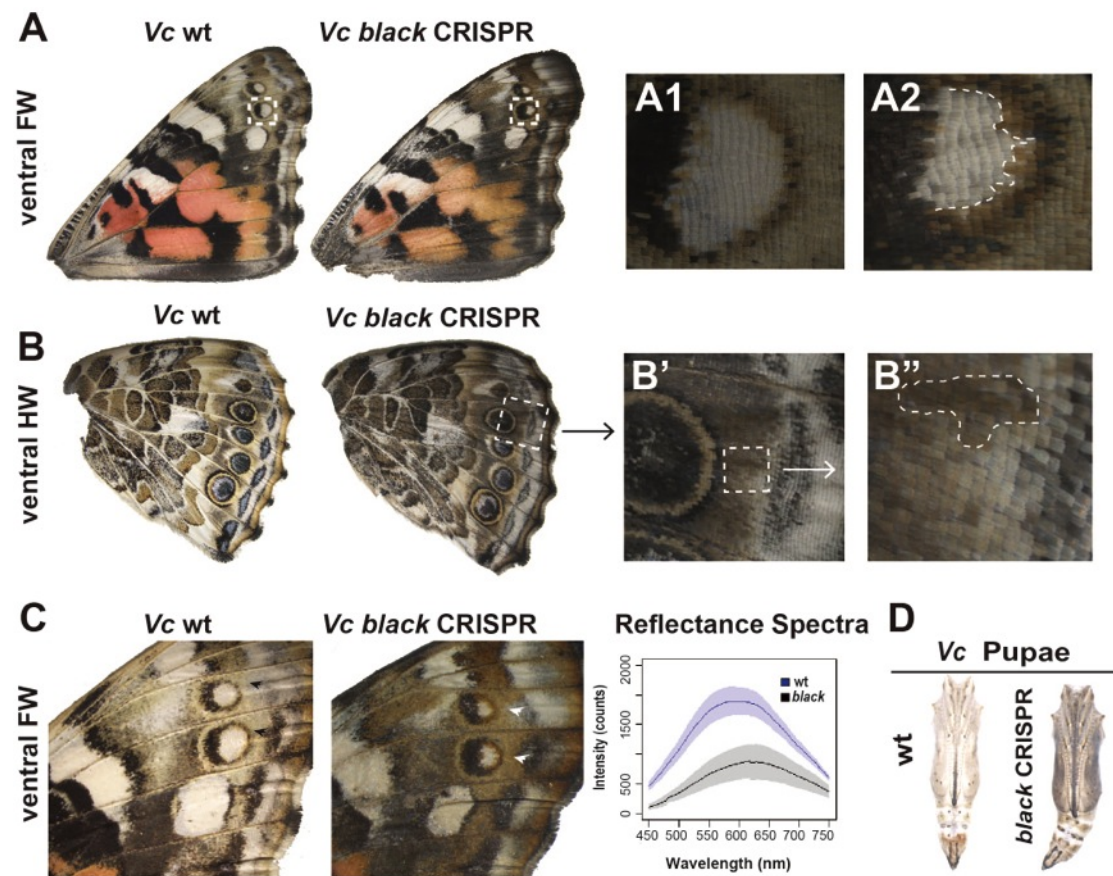 A
Vc wt
Vc black CRISPR
ventral FW
A1
A2
Vc wt
Vc black CRISPR
B
ventral HW
B'
B"
C
Vc wt
Vc black CRISPR
ventral FW
Reflectance Spectra
wt
black
Intensity (counts)
2000
1500
500
0
450 500 550 600 650 700 750
Wavelength (nm)
D
Vc Pupae
wt
black CRISPR